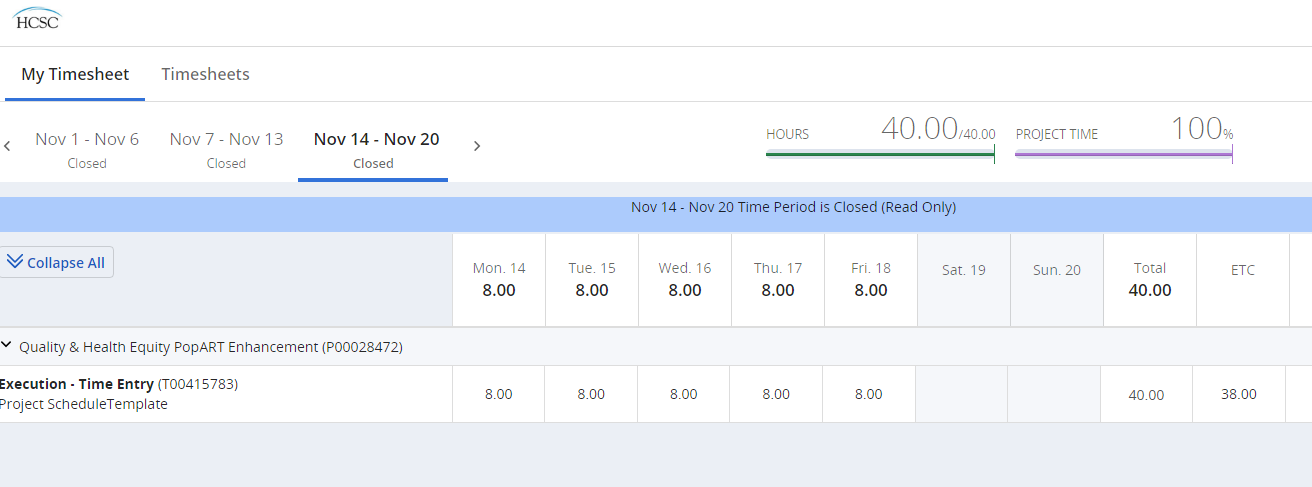 HCSC
My Timesheet Timesheets
Nov 1 - Nov 6 Nov 7 - Nov 13 Nov 14 - Nov 20 HOURS 40.00/40.00 PROJECT TIME 100%
Closed Closed Closed
Nov 14 - Nov 20 Time Period is Closed (Read Only)
Collapse All Mon. 14 Tue. 15 Wed. 16 Thu. 17 Fri. 18 Sat. 19 Sun. 20 Total ETC
8.00 8.00 8.00 8.00 8.00 40.00
Quality & Health Equity PopART Enhancement (P00028472)
Execution - Time Entry (T00415783) 8.00 8.00 8.00 8.00 8.00 40.00 38.00
Project ScheduleTemplate